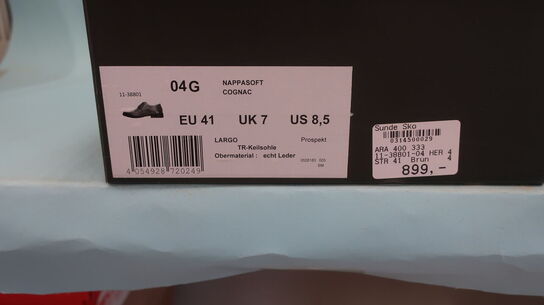 04G
NAPPASOFT
COGNAC
11-38801
EU 41 UK 7 US 8,5
LARGO Prospekt
TR-Keilsohle
Obermaterial : echt Leder
4 054928 720249
Sunde Sko
0314500029
ARA 400 333
11-38801-04 HER 4
STR 41 Brun 4
899,-